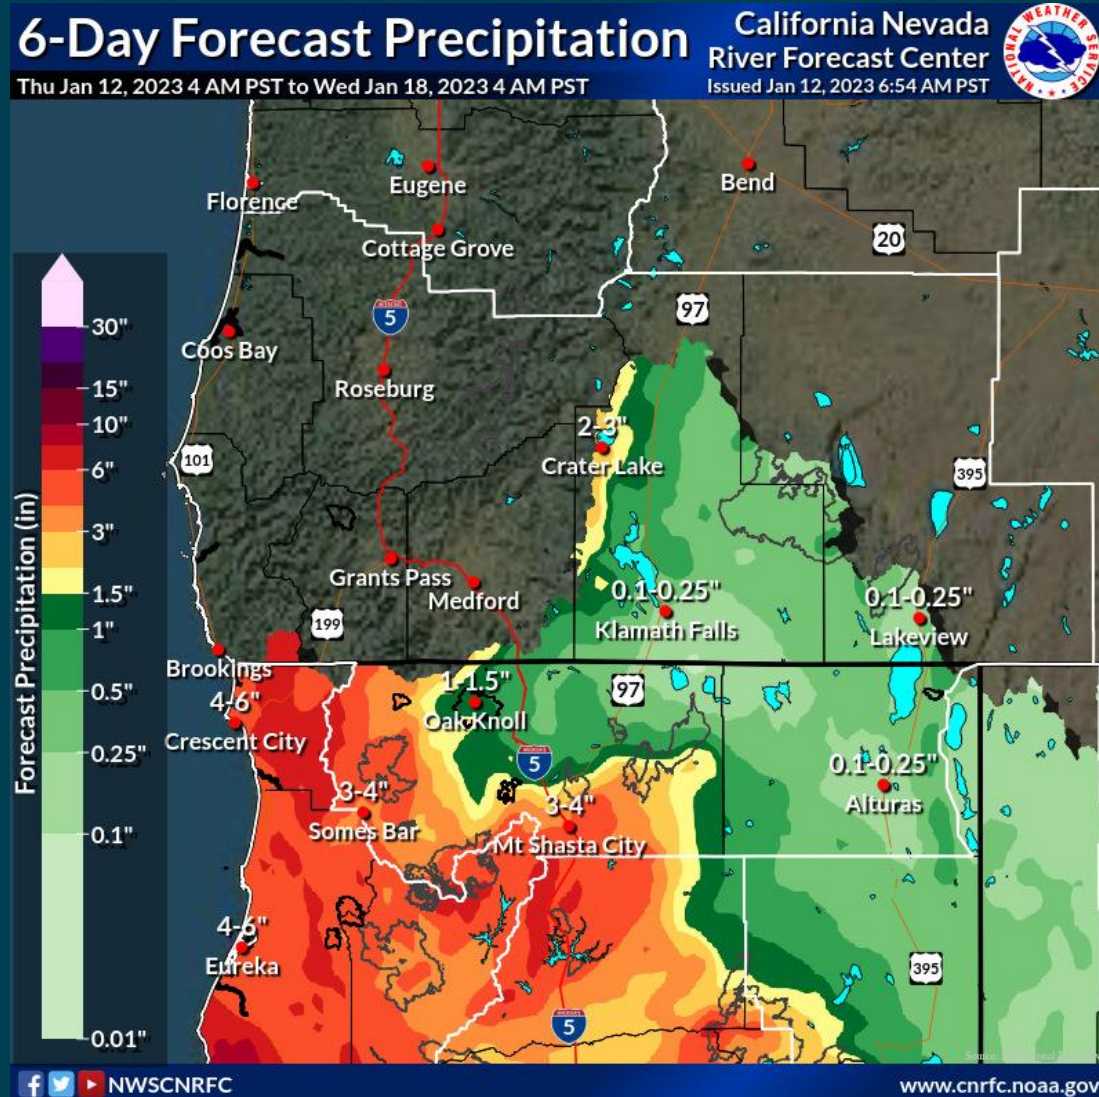 6-Day Forecast Precipitation
California Nevada
River Forecast Center
Thu Jan 12, 2023 4 AM PST to Wed Jan 18, 2023 4 AM PST
Issued Jan 12, 2023 6:54 AM PST
NATIONAL WEATHER SERVICE
Florence
Eugene
Bend
20
Cottage Grove
97
5
Coos Bay
Roseburg
2-3"
Crater Lake
101
395
Grants Pass
Medford
0.1-0.25"
Klamath Falls
0.1-0.25"
Lakeview
199
Brookings
4-6"
Crescent City
1-1.5"
Oak Knoll
97
5
0.1-0.25"
Alturas
3-4"
Somes Bar
3-4"
Mt Shasta City
4-6"
Eureka
395
5
Forecast Precipitation (in)
30"
15"
10"
6"
3"
1.5"
1"
0.5"
0.25"
0.1"
0.01"
NWSCNRFC
www.cnrfc.noaa.gov